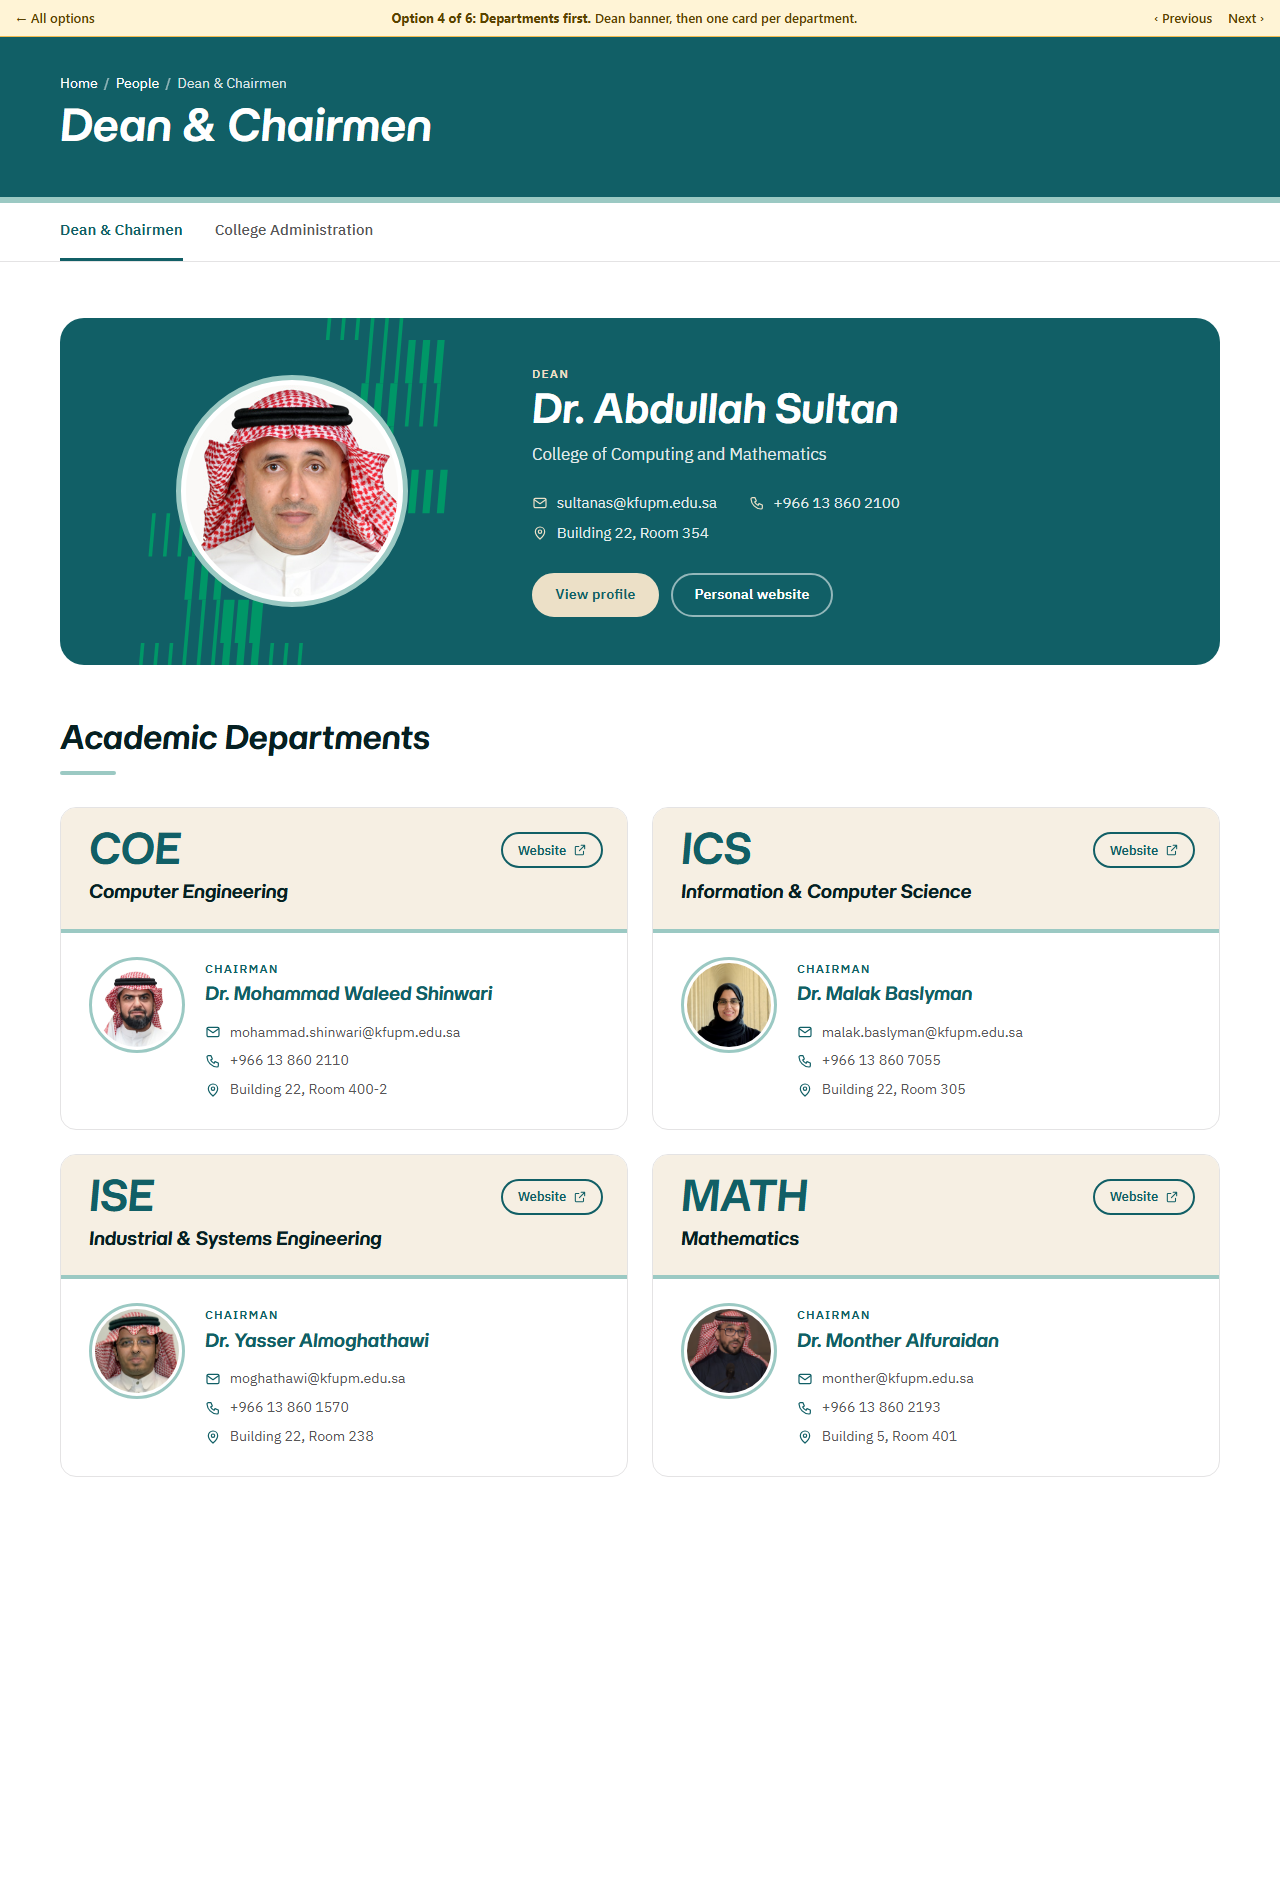 ← All options
Option 4 of 6: Departments first. Dean banner, then one card per department.
‹ Previous Next ›
Home / People / Dean & Chairmen
Dean & Chairmen
Dean & Chairmen
College Administration
DEAN
Dr. Abdullah Sultan
College of Computing and Mathematics
sultanas@kfupm.edu.sa
+966 13 860 2100
Building 22, Room 354
View profile
Personal website
Academic Departments
COE
Website
Computer Engineering
CHAIRMAN
Dr. Mohammad Waleed Shinwari
mohammad.shinwari@kfupm.edu.sa
+966 13 860 2110
Building 22, Room 400-2
ICS
Website
Information & Computer Science
CHAIRMAN
Dr. Malak Baslyman
malak.baslyman@kfupm.edu.sa
+966 13 860 7055
Building 22, Room 305
ISE
Website
Industrial & Systems Engineering
CHAIRMAN
Dr. Yasser Almoghathawi
moghathawi@kfupm.edu.sa
+966 13 860 1570
Building 22, Room 238
MATH
Website
Mathematics
CHAIRMAN
Dr. Monther Alfuraidan
monther@kfupm.edu.sa
+966 13 860 2193
Building 5, Room 401